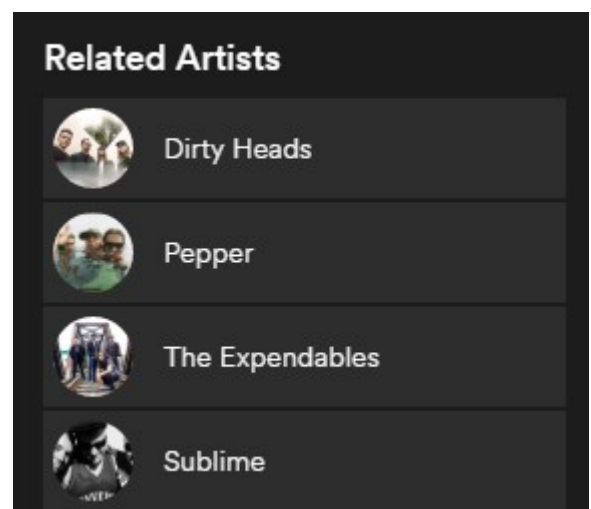 Related Artists
Dirty Heads
Pepper
The Expendables
Sublime